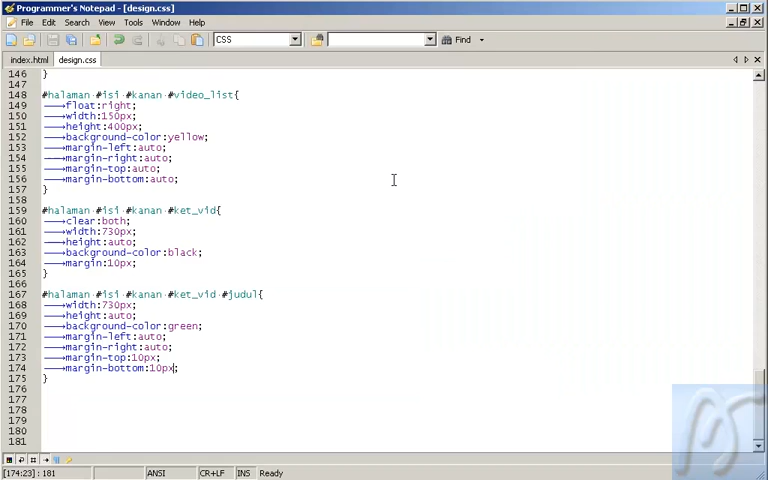 Programmer's Notepad - [design.css]
File Edit Search View Tools Window Help
CSS Find
index.html design.css
146 }
147
148 #halaman #isi #kanan #video_list{
149 float:right;
150 width:150px;
151 height:400px;
152 background-color:yellow;
153 margin-left:auto;
154 margin-right:auto;
155 margin-top:auto;
156 margin-bottom:auto;
157 }
158
159 #halaman #isi #kanan #ket_vid{
160 clear:both;
161 width:730px;
162 height:auto;
163 background-color:black;
164 margin:10px;
165 }
166
167 #halaman #isi #kanan #ket_vid #judul{
168 width:730px;
169 height:auto;
170 background-color:green;
171 margin-left:auto;
172 margin-right:auto;
173 margin-top:10px;
174 margin-bottom:10px;
175 }
176
177
178
179
180
181
[174:23] : 181 ANSI CR+LF INS Ready